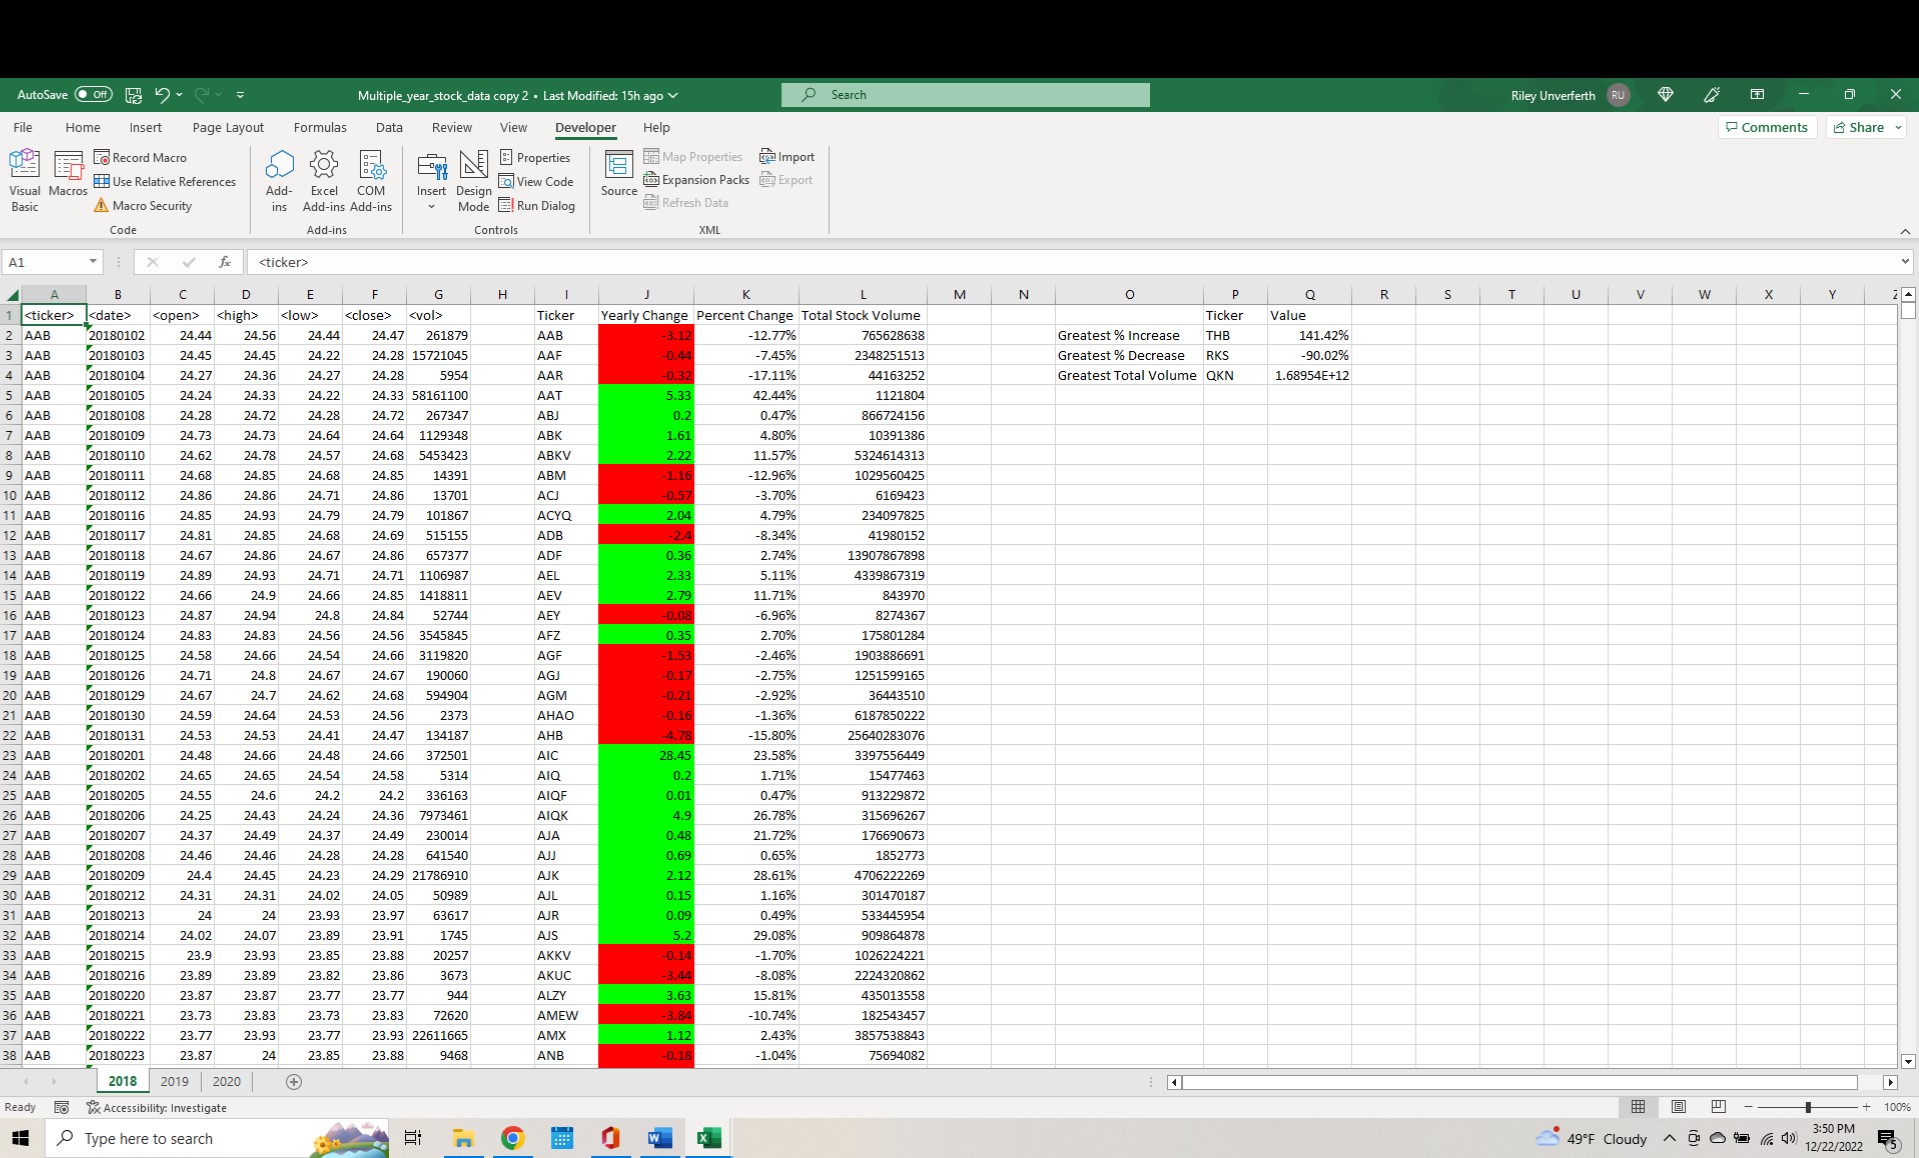 AutoSave Off Multiple_year_stock_data copy 2 • Last Modified: 15h ago Search Riley Unverferth RU
File Home Insert Page Layout Formulas Data Review View Developer Help Comments Share
Visual Basic Macros Record Macro Use Relative References Macro Security
Add-ins Excel Add-ins COM Add-ins
Insert Design Mode Properties View Code Run Dialog
Source Map Properties Expansion Packs Refresh Data Import Export
Code Add-ins Controls XML
A1 fx <ticker>
A B C D E F G H I J K L M N O P Q R S T U V W X Y Z
1 <ticker> <date> <open> <high> <low> <close> <vol> Ticker Yearly Change Percent Change Total Stock Volume Ticker Value
2 AAB 20180102 24.44 24.56 24.44 24.47 261879 AAB -3.12 -12.77% 765628638 Greatest % Increase THB 141.42%
3 AAB 20180103 24.45 24.45 24.22 24.28 15721045 AAF -0.44 -7.45% 2348251513 Greatest % Decrease RKS -90.02%
4 AAB 20180104 24.27 24.36 24.27 24.28 5954 AAR -0.32 -17.11% 44163252 Greatest Total Volume QKN 1.68954E+12
5 AAB 20180105 24.24 24.33 24.22 24.33 58161100 AAT 5.33 42.44% 1121804
6 AAB 20180108 24.28 24.72 24.28 24.72 267347 ABJ 0.2 0.47% 866724156
7 AAB 20180109 24.73 24.73 24.64 24.64 1129348 ABK 1.61 4.80% 10391386
8 AAB 20180110 24.62 24.78 24.57 24.68 5453423 ABKV 2.22 11.57% 5324614313
9 AAB 20180111 24.68 24.85 24.68 24.85 14391 ABM -1.16 -12.96% 1029560425
10 AAB 20180112 24.86 24.86 24.71 24.86 13701 ACJ -0.57 -3.70% 6169423
11 AAB 20180116 24.85 24.93 24.79 24.79 101867 ACYQ 2.04 4.79% 234097825
12 AAB 20180117 24.81 24.85 24.68 24.69 515155 ADB -2.4 -8.34% 41980152
13 AAB 20180118 24.67 24.86 24.67 24.86 657377 ADF 0.36 2.74% 13907867898
14 AAB 20180119 24.89 24.93 24.71 24.71 1106987 AEL 2.33 5.11% 4339867319
15 AAB 20180122 24.66 24.9 24.66 24.85 1418811 AEV 2.79 11.71% 843970
16 AAB 20180123 24.87 24.94 24.8 24.84 52744 AEY -0.08 -6.96% 8274367
17 AAB 20180124 24.83 24.83 24.56 24.56 3545845 AFZ 0.35 2.70% 175801284
18 AAB 20180125 24.58 24.66 24.54 24.66 3119820 AGF -1.53 -2.46% 1903886691
19 AAB 20180126 24.71 24.8 24.67 24.67 190060 AGJ -0.17 -2.75% 1251599165
20 AAB 20180129 24.67 24.7 24.62 24.68 594904 AGM -0.21 -2.92% 36443510
21 AAB 20180130 24.59 24.64 24.53 24.56 2373 AHAO -0.16 -1.36% 6187850222
22 AAB 20180131 24.53 24.53 24.41 24.47 134187 AHB -4.78 -15.80% 25640283076
23 AAB 20180201 24.48 24.66 24.48 24.66 372501 AIC 28.45 23.58% 3397556449
24 AAB 20180202 24.65 24.65 24.54 24.58 5314 AIQ 0.2 1.71% 15477463
25 AAB 20180205 24.55 24.6 24.2 24.2 336163 AIQF 0.01 0.47% 913229872
26 AAB 20180206 24.25 24.43 24.24 24.36 7973461 AIQK 4.9 26.78% 315696267
27 AAB 20180207 24.37 24.49 24.37 24.49 230014 AJA 0.48 21.72% 176690673
28 AAB 20180208 24.46 24.46 24.28 24.28 641540 AJJ 0.69 0.65% 1852773
29 AAB 20180209 24.4 24.45 24.23 24.29 21786910 AJK 2.12 28.61% 4706222269
30 AAB 20180212 24.31 24.31 24.02 24.05 50989 AJL 0.15 1.16% 301470187
31 AAB 20180213 24 24 23.93 23.97 63617 AJR 0.09 0.49% 533445954
32 AAB 20180214 24.02 24.07 23.89 23.91 1745 AJS 5.2 29.08% 909864878
33 AAB 20180215 23.9 23.93 23.85 23.88 20257 AKKV -0.14 -1.70% 1026224221
34 AAB 20180216 23.89 23.89 23.82 23.86 3673 AKUC -3.44 -8.08% 2224320862
35 AAB 20180220 23.87 23.87 23.77 23.77 944 ALZY 3.63 15.81% 435013558
36 AAB 20180221 23.73 23.83 23.73 23.83 72620 AMEW -3.84 -10.74% 182543457
37 AAB 20180222 23.77 23.93 23.77 23.93 22611665 AMX 1.12 2.43% 3857538843
38 AAB 20180223 23.87 24 23.85 23.88 9468 ANB -0.18 -1.04% 75694082
2018 2019 2020
Ready Accessibility: Investigate 100%
Type here to search 49°F Cloudy 3:50 PM
12/22/2022 5